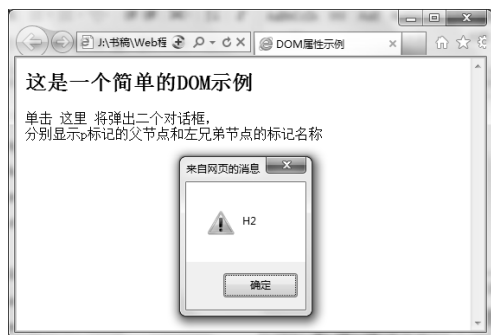 J:\书稿\Web程
DOM属性示例
这是一个简单的DOM示例
单击 这里 将弹出二个对话框，
分别显示p标记的父节点和左兄弟节点的标记名称
来自网页的消息
H2
确定